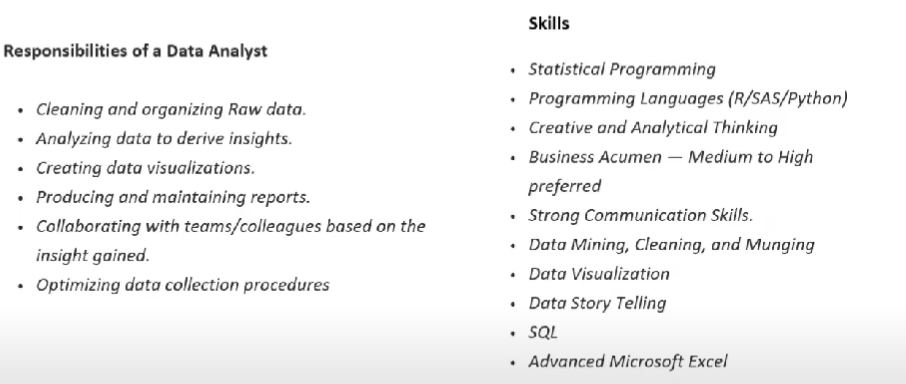 Responsibilities of a Data Analyst
• Cleaning and organizing Raw data.
• Analyzing data to derive insights.
• Creating data visualizations.
• Producing and maintaining reports.
• Collaborating with teams/colleagues based on the
insight gained.
• Optimizing data collection procedures
Skills
• Statistical Programming
• Programming Languages (R/SAS/Python)
• Creative and Analytical Thinking
• Business Acumen — Medium to High
preferred
• Strong Communication Skills.
• Data Mining, Cleaning, and Munging
• Data Visualization
• Data Story Telling
• SQL
• Advanced Microsoft Excel